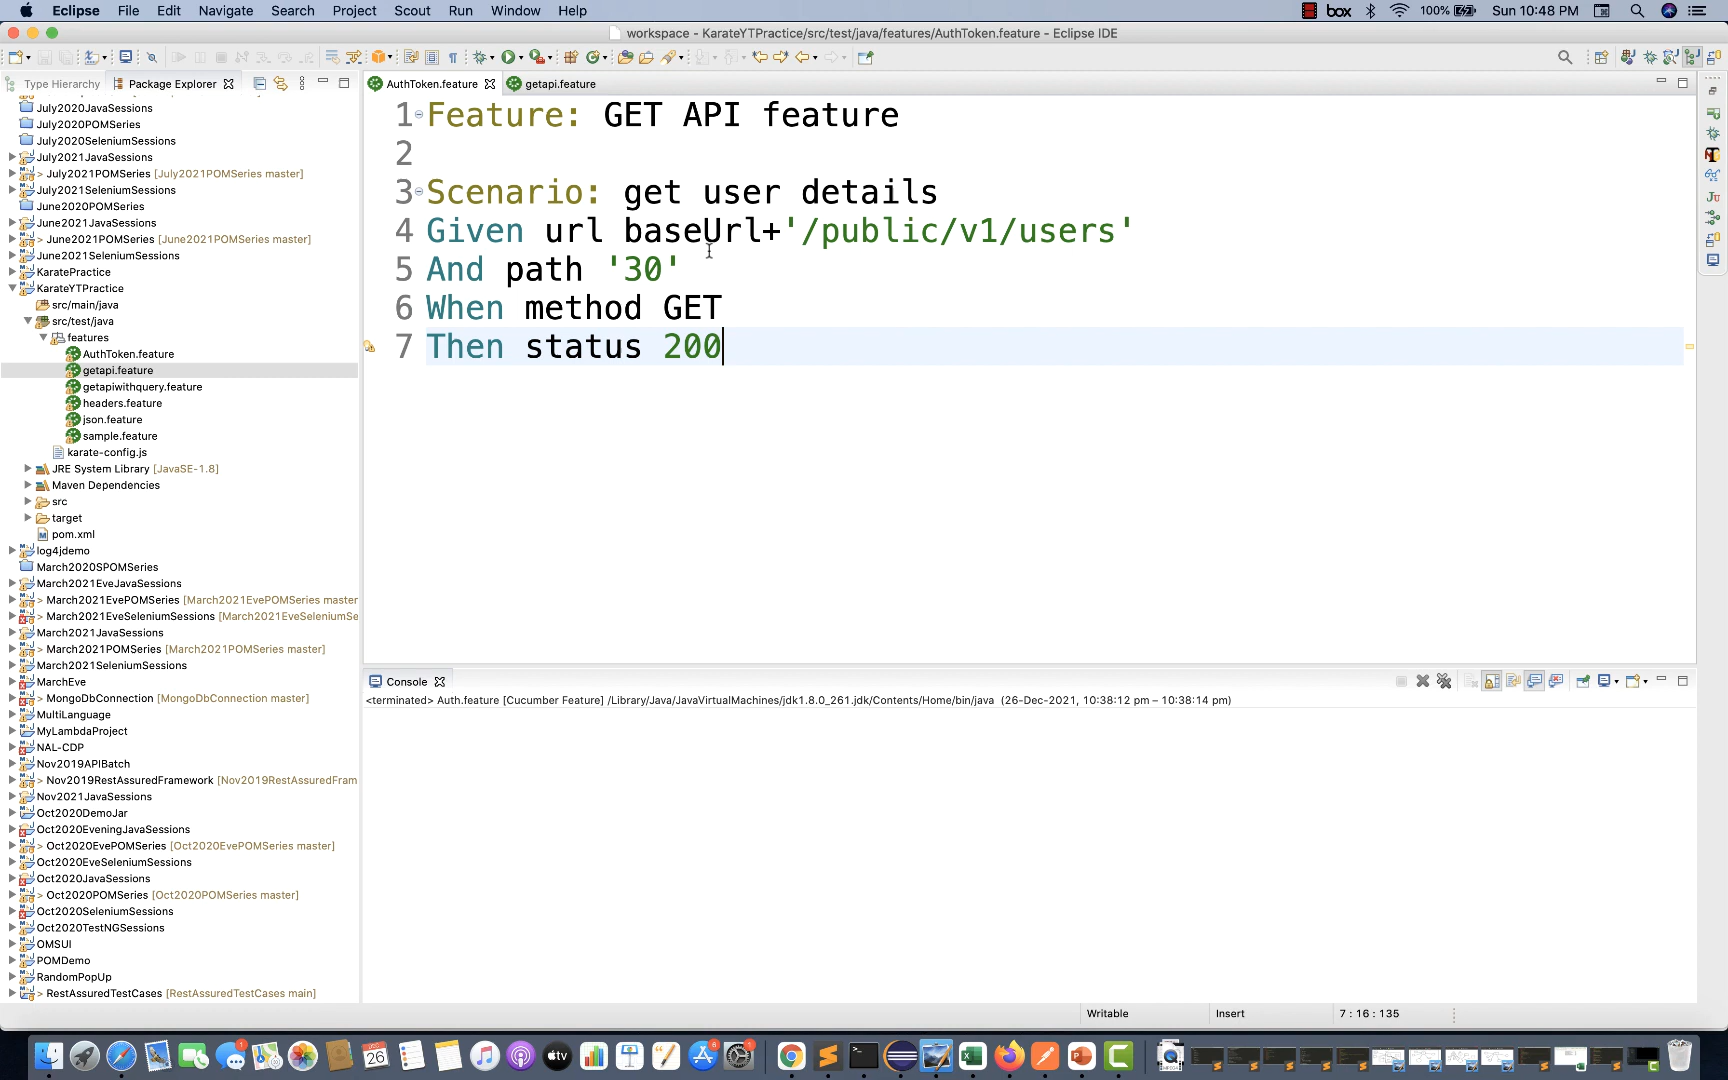 Eclipse File Edit Navigate Search Project Scout Run Window Help
box 100% Sun 10:48 PM
workspace - KarateYTPractice/src/test/java/features/AuthToken.feature - Eclipse IDE
Type Hierarchy Package Explorer
AuthToken.feature getapi.feature
July2020JavaSessions
July2020POMSeries
July2020SeleniumSessions
July2021JavaSessions
> July2021POMSeries [July2021POMSeries master]
July2021SeleniumSessions
June2020POMSeries
June2021JavaSessions
> June2021POMSeries [June2021POMSeries master]
June2021SeleniumSessions
KaratePractice
KarateYTPractice
src/main/java
src/test/java
features
AuthToken.feature
getapi.feature
getapiwithquery.feature
headers.feature
json.feature
sample.feature
karate-config.js
JRE System Library [JavaSE-1.8]
Maven Dependencies
src
target
pom.xml
log4jdemo
March2020SPOMSeries
March2021EveJavaSessions
> March2021EvePOMSeries [March2021EvePOMSeries master
> March2021EveSeleniumSessions [March2021EveSeleniumSe
March2021JavaSessions
> March2021POMSeries [March2021POMSeries master]
March2021SeleniumSessions
MarchEve
> MongoDbConnection [MongoDbConnection master]
MultiLanguage
MyLambdaProject
NAL-CDP
Nov2019APIBatch
> Nov2019RestAssuredFramework [Nov2019RestAssuredFram
Nov2021JavaSessions
Oct2020DemoJar
Oct2020EveningJavaSessions
> Oct2020EvePOMSeries [Oct2020EvePOMSeries master]
Oct2020EveSeleniumSessions
Oct2020JavaSessions
> Oct2020POMSeries [Oct2020POMSeries master]
Oct2020SeleniumSessions
Oct2020TestNGSessions
OMSUI
POMDemo
RandomPopUp
> RestAssuredTestCases [RestAssuredTestCases main]
1 Feature: GET API feature
2
3 Scenario: get user details
4 Given url baseUrl+'/public/v1/users'
5 And path '30'
6 When method GET
7 Then status 200
Console
<terminated> Auth.feature [Cucumber Feature] /Library/Java/JavaVirtualMachines/jdk1.8.0_261.jdk/Contents/Home/bin/java (26-Dec-2021, 10:38:12 pm – 10:38:14 pm)
Writable Insert 7 : 16 : 135